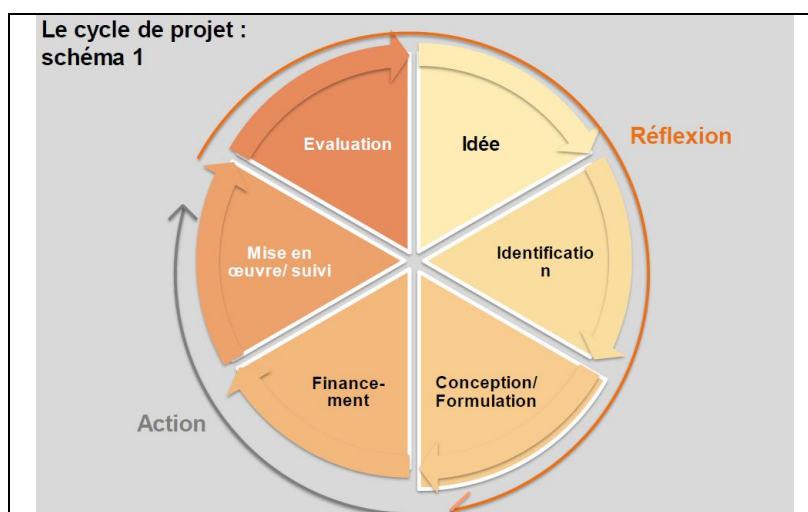 Le cycle de projet :
schéma 1
Evaluation
Idée
Réflexion
Identificatio
n
Mise en
œuvre/ suivi
Conception/
Formulation
Finance-
ment
Action